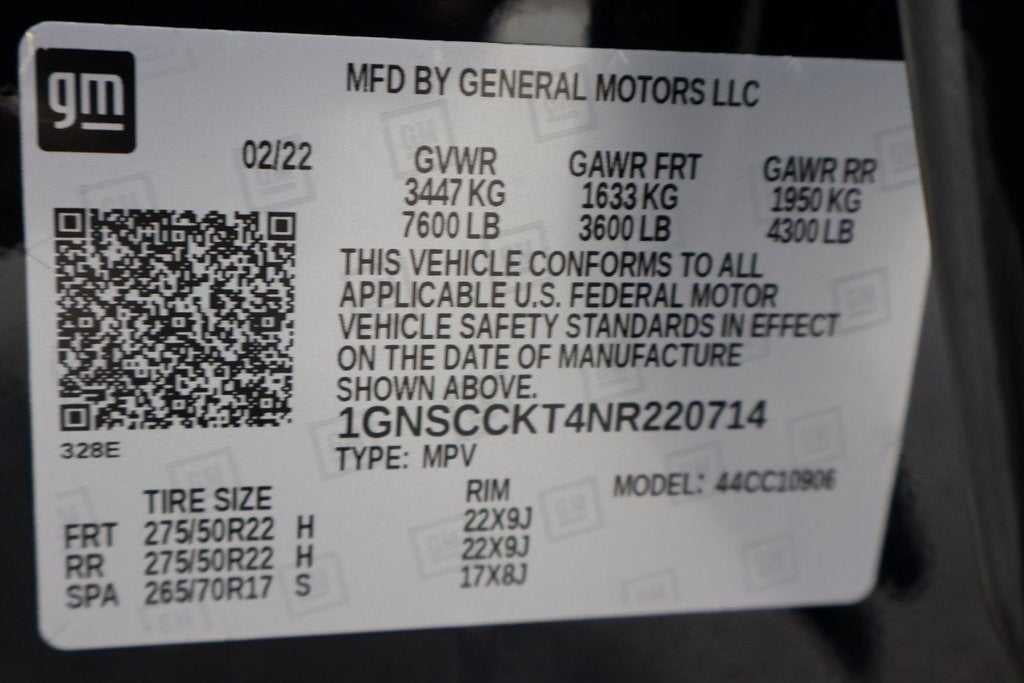 gm
MFD BY GENERAL MOTORS LLC
02/22 GVWR GAWR FRT GAWR RR
3447 KG 1633 KG 1950 KG
7600 LB 3600 LB 4300 LB
THIS VEHICLE CONFORMS TO ALL
APPLICABLE U.S. FEDERAL MOTOR
VEHICLE SAFETY STANDARDS IN EFFECT
ON THE DATE OF MANUFACTURE
SHOWN ABOVE.
1GNSCCKT4NR220714
328E
TYPE: MPV
TIRE SIZE RIM MODEL: 44CC10906
FRT 275/50R22 H 22X9J
RR 275/50R22 H 22X9J
SPA 265/70R17 S 17X8J